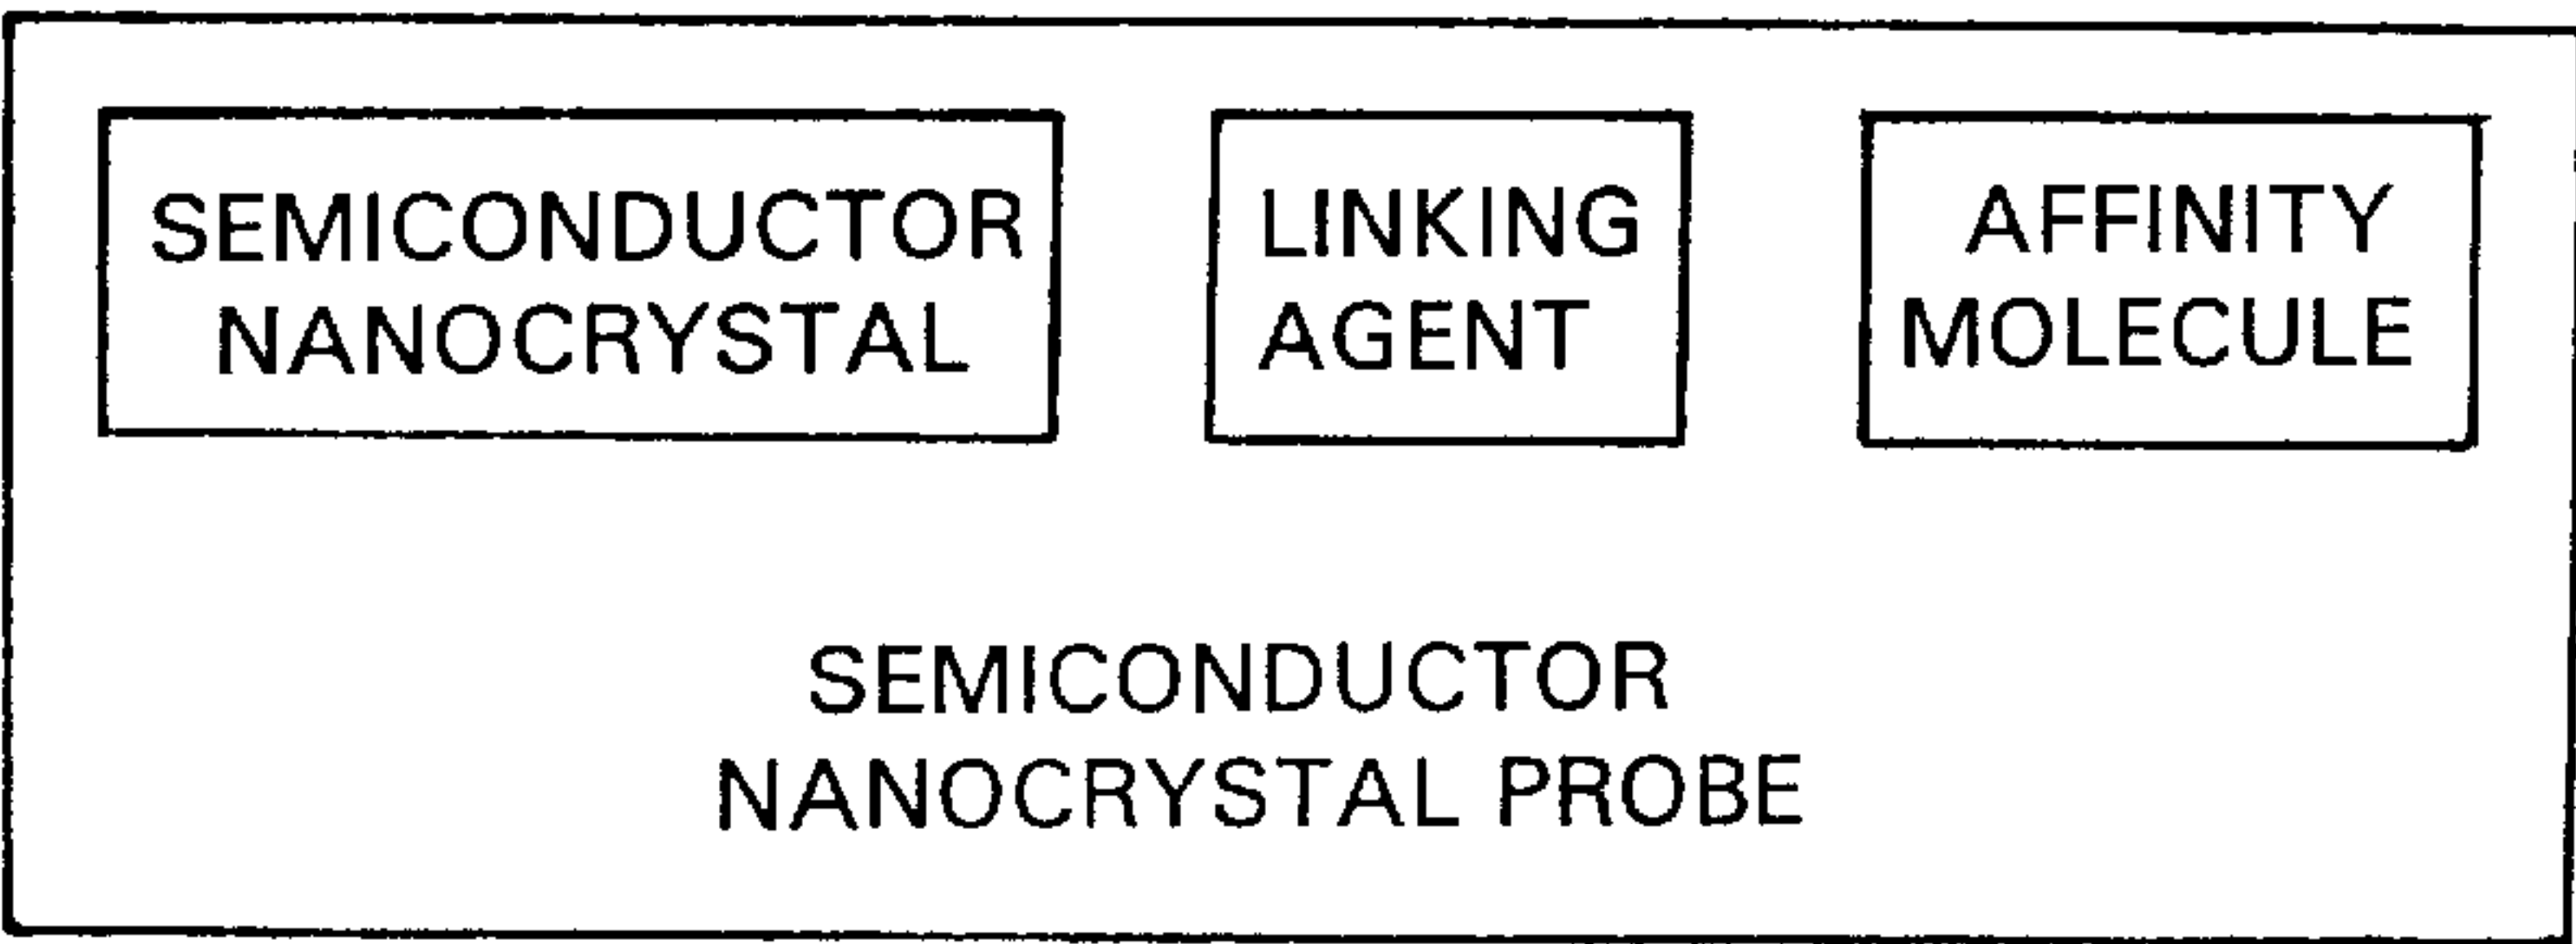 SEMICONDUCTOR
NANOCRYSTAL
LINKING
AGENT
AFFINITY
MOLECULE
SEMICONDUCTOR
NANOCRYSTAL PROBE